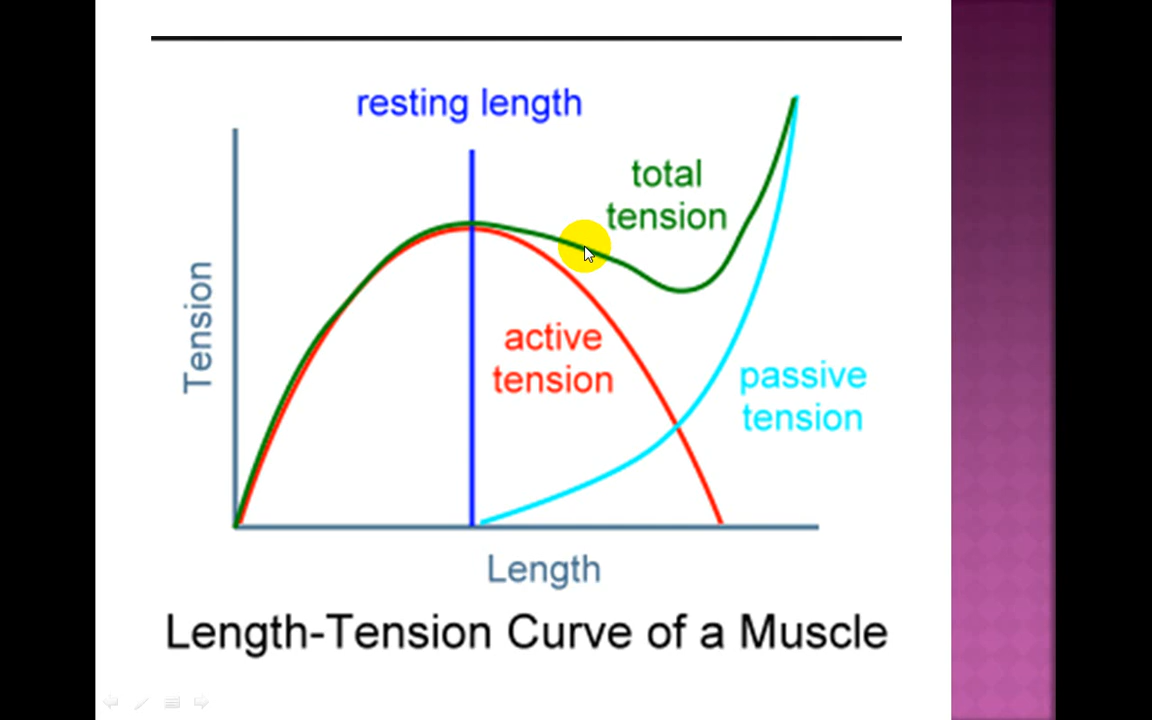 resting length
total
tension
Tension
active
tension
passive
tension
Length
Length-Tension Curve of a Muscle